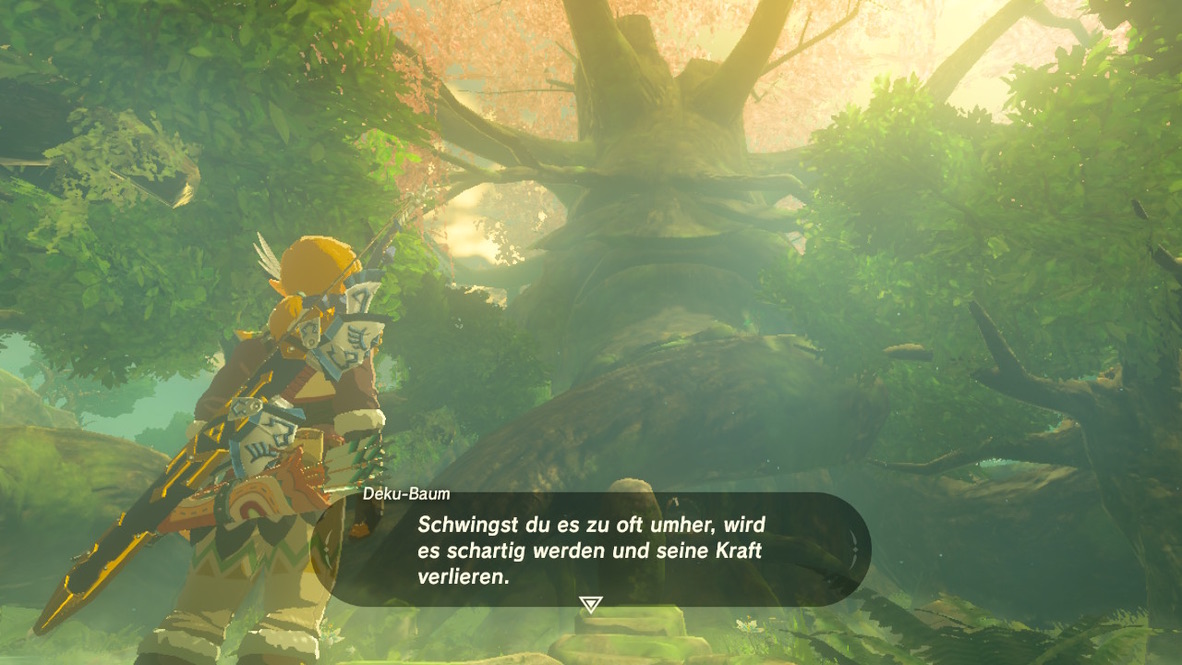 Deku-Baum
Schwingst du es zu oft umher, wird
es schartig werden und seine Kraft
verlieren.